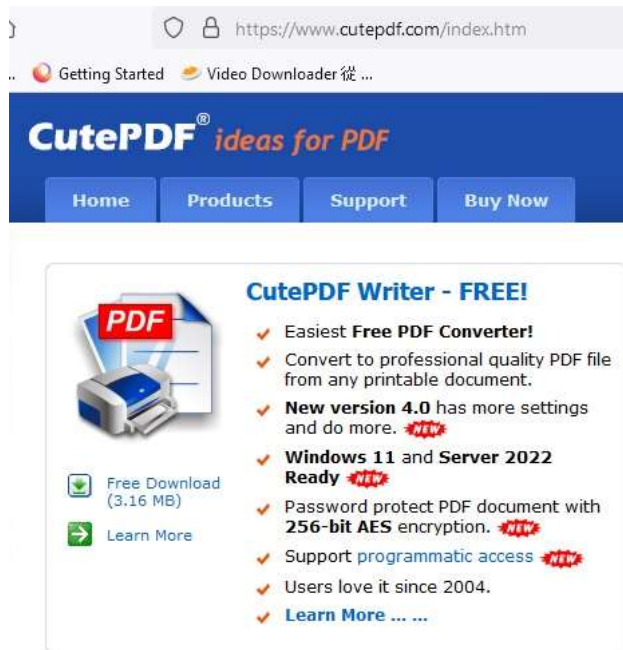 https://www.cutepdf.com/index.htm
.. Getting Started Video Downloader 從 ...
CutePDF® ideas for PDF
Home Products Support Buy Now
CutePDF Writer - FREE!
PDF
Easiest Free PDF Converter!
Convert to professional quality PDF file
from any printable document.
New version 4.0 has more settings
and do more. NEW
Windows 11 and Server 2022
Ready NEW
Free Download
(3.16 MB)
Learn More
Password protect PDF document with
256-bit AES encryption. NEW
Support programmatic access NEW
Users love it since 2004.
Learn More ... ...